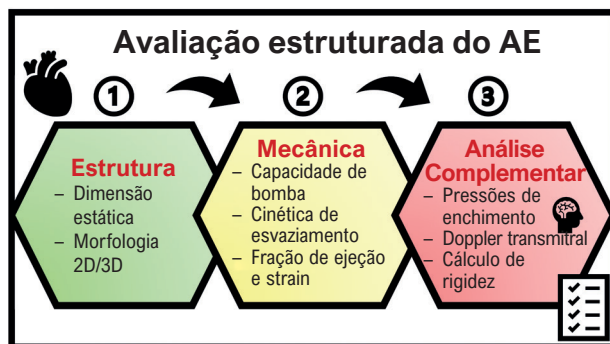 Avaliação estruturada do AE
1
2
3
Estrutura
– Dimensão
estática
– Morfologia
2D/3D
Mecânica
– Capacidade de
bomba
– Cinética de
esvaziamento
– Fração de ejeção
e strain
Análise
Complementar
– Pressões de
enchimento
– Doppler transmitral
– Cálculo de
rigidez